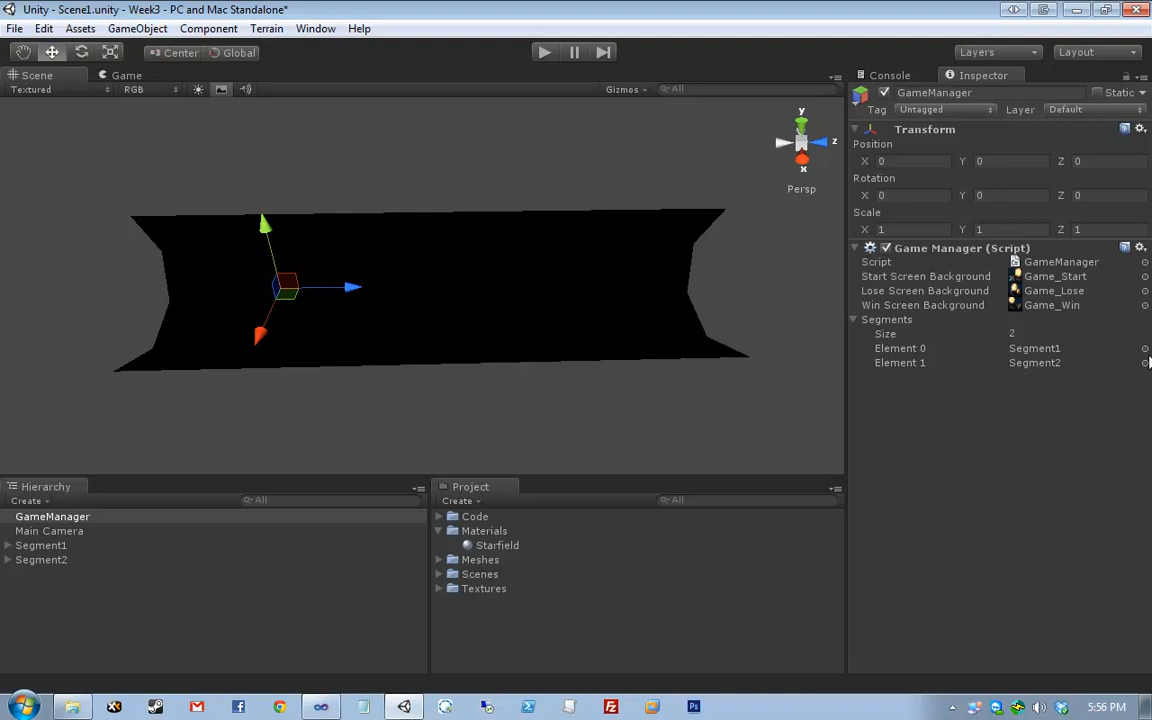 Unity - Scene1.unity - Week3 - PC and Mac Standalone*
File Edit Assets GameObject Component Terrain Window Help
Center Global Layers Layout
Scene Game Console Inspector
Textured RGB Gizmos All
GameManager Static
Tag Untagged Layer Default
Transform
Position
X 0 Y 0 Z 0
Rotation
X 0 Y 0 Z 0
Scale
X 1 Y 1 Z 1
Game Manager (Script)
Script GameManager
Start Screen Background Game_Start
Lose Screen Background Game_Lose
Win Screen Background Game_Win
Segments
Size 2
Element 0 Segment1
Element 1 Segment2
y
z
x
Persp
Hierarchy
Create All
GameManager
Main Camera
Segment1
Segment2
Project
Create All
Code
Materials
Starfield
Meshes
Scenes
Textures
Ps
5:56 PM